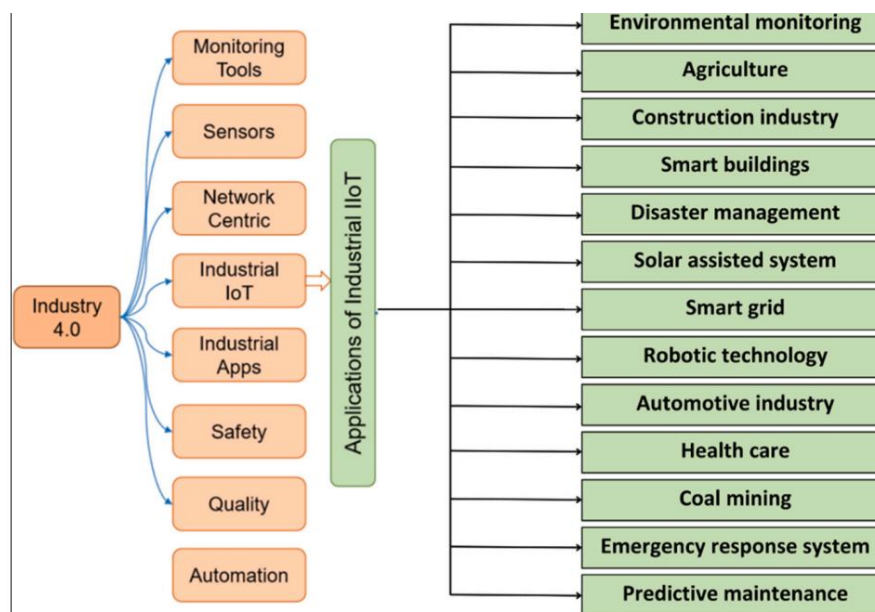 Industry
4.0
Monitoring
Tools
Sensors
Network
Centric
Industrial
IoT
Industrial
Apps
Safety
Quality
Automation
Applications of Industrial IIoT
Environmental monitoring
Agriculture
Construction industry
Smart buildings
Disaster management
Solar assisted system
Smart grid
Robotic technology
Automotive industry
Health care
Coal mining
Emergency response system
Predictive maintenance